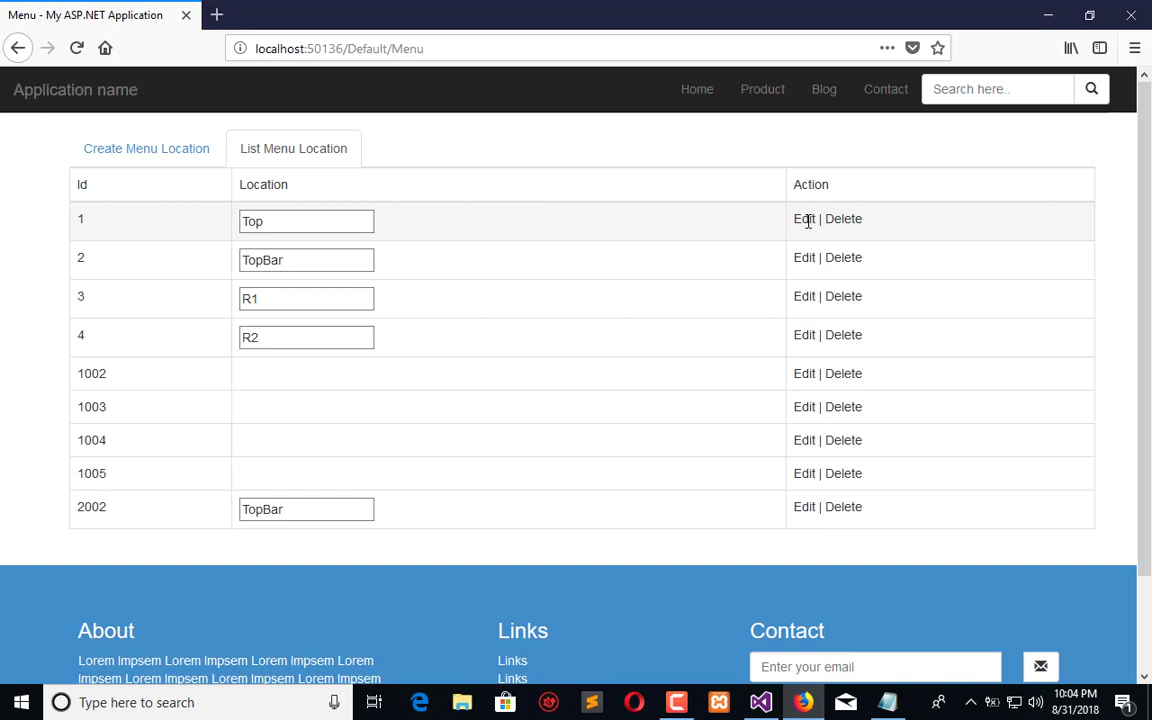 Menu - My ASP.NET Application
localhost:50136/Default/Menu
Application name
Home
Product
Blog
Contact
Search here..
Create Menu Location
List Menu Location
Id
Location
Action
1
Top
Edit | Delete
2
TopBar
Edit | Delete
3
R1
Edit | Delete
4
R2
Edit | Delete
1002
Edit | Delete
1003
Edit | Delete
1004
Edit | Delete
1005
Edit | Delete
2002
TopBar
Edit | Delete
About
Links
Contact
Lorem Impsem Lorem Impsem Lorem Impsem Lorem
Links
Enter your email
Impsem Lorem Impsem Lorem Impsem Lorem Impsem
Links
Type here to search
10:04 PM
8/31/2018
1